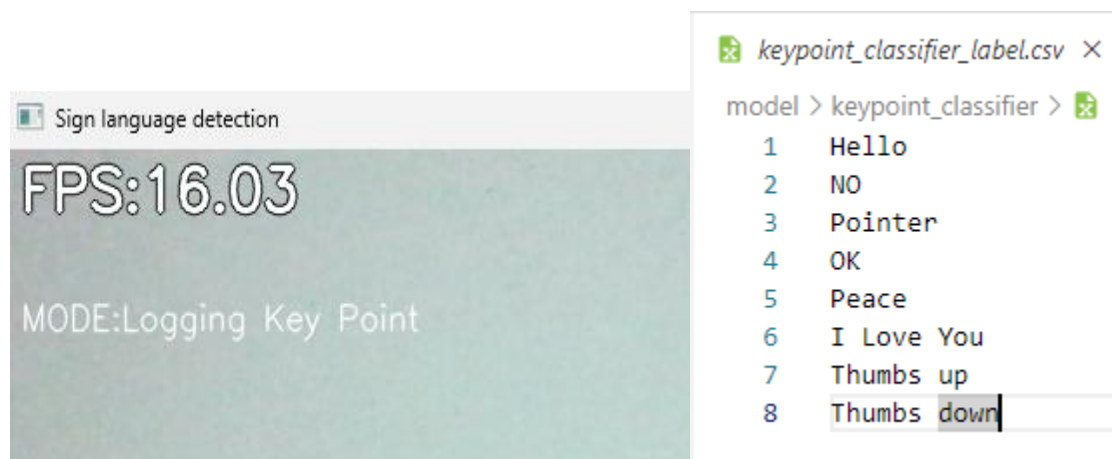 Sign language detection
FPS:16.03
MODE:Logging Key Point
keypoint_classifier_label.csv ×
model > keypoint_classifier >
1 Hello
2 NO
3 Pointer
4 OK
5 Peace
6 I Love You
7 Thumbs up
8 Thumbs down